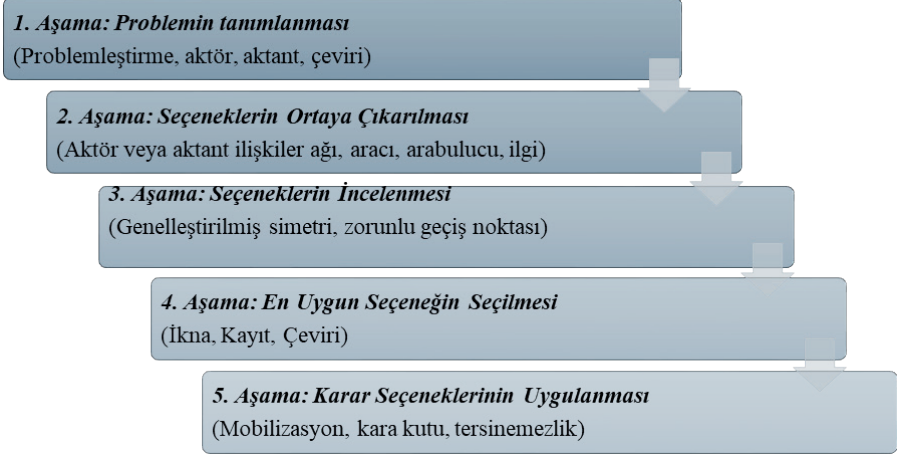 1. Aşama: Problemin tanımlanması
(Problemleştirme, aktör, aktant, çeviri)
2. Aşama: Seçeneklerin Ortaya Çıkarılması
(Aktör veya aktant ilişkiler ağı, aracı, arabulucu, ilgi)
3. Aşama: Seçeneklerin İncelenmesi
(Genelleştirilmiş simetri, zorunlu geçiş noktası)
4. Aşama: En Uygun Seçeneğin Seçilmesi
(İkna, Kayıt, Çeviri)
5. Aşama: Karar Seçeneklerinin Uygulanması
(Mobilizasyon, kara kutu, tersinemezlik)